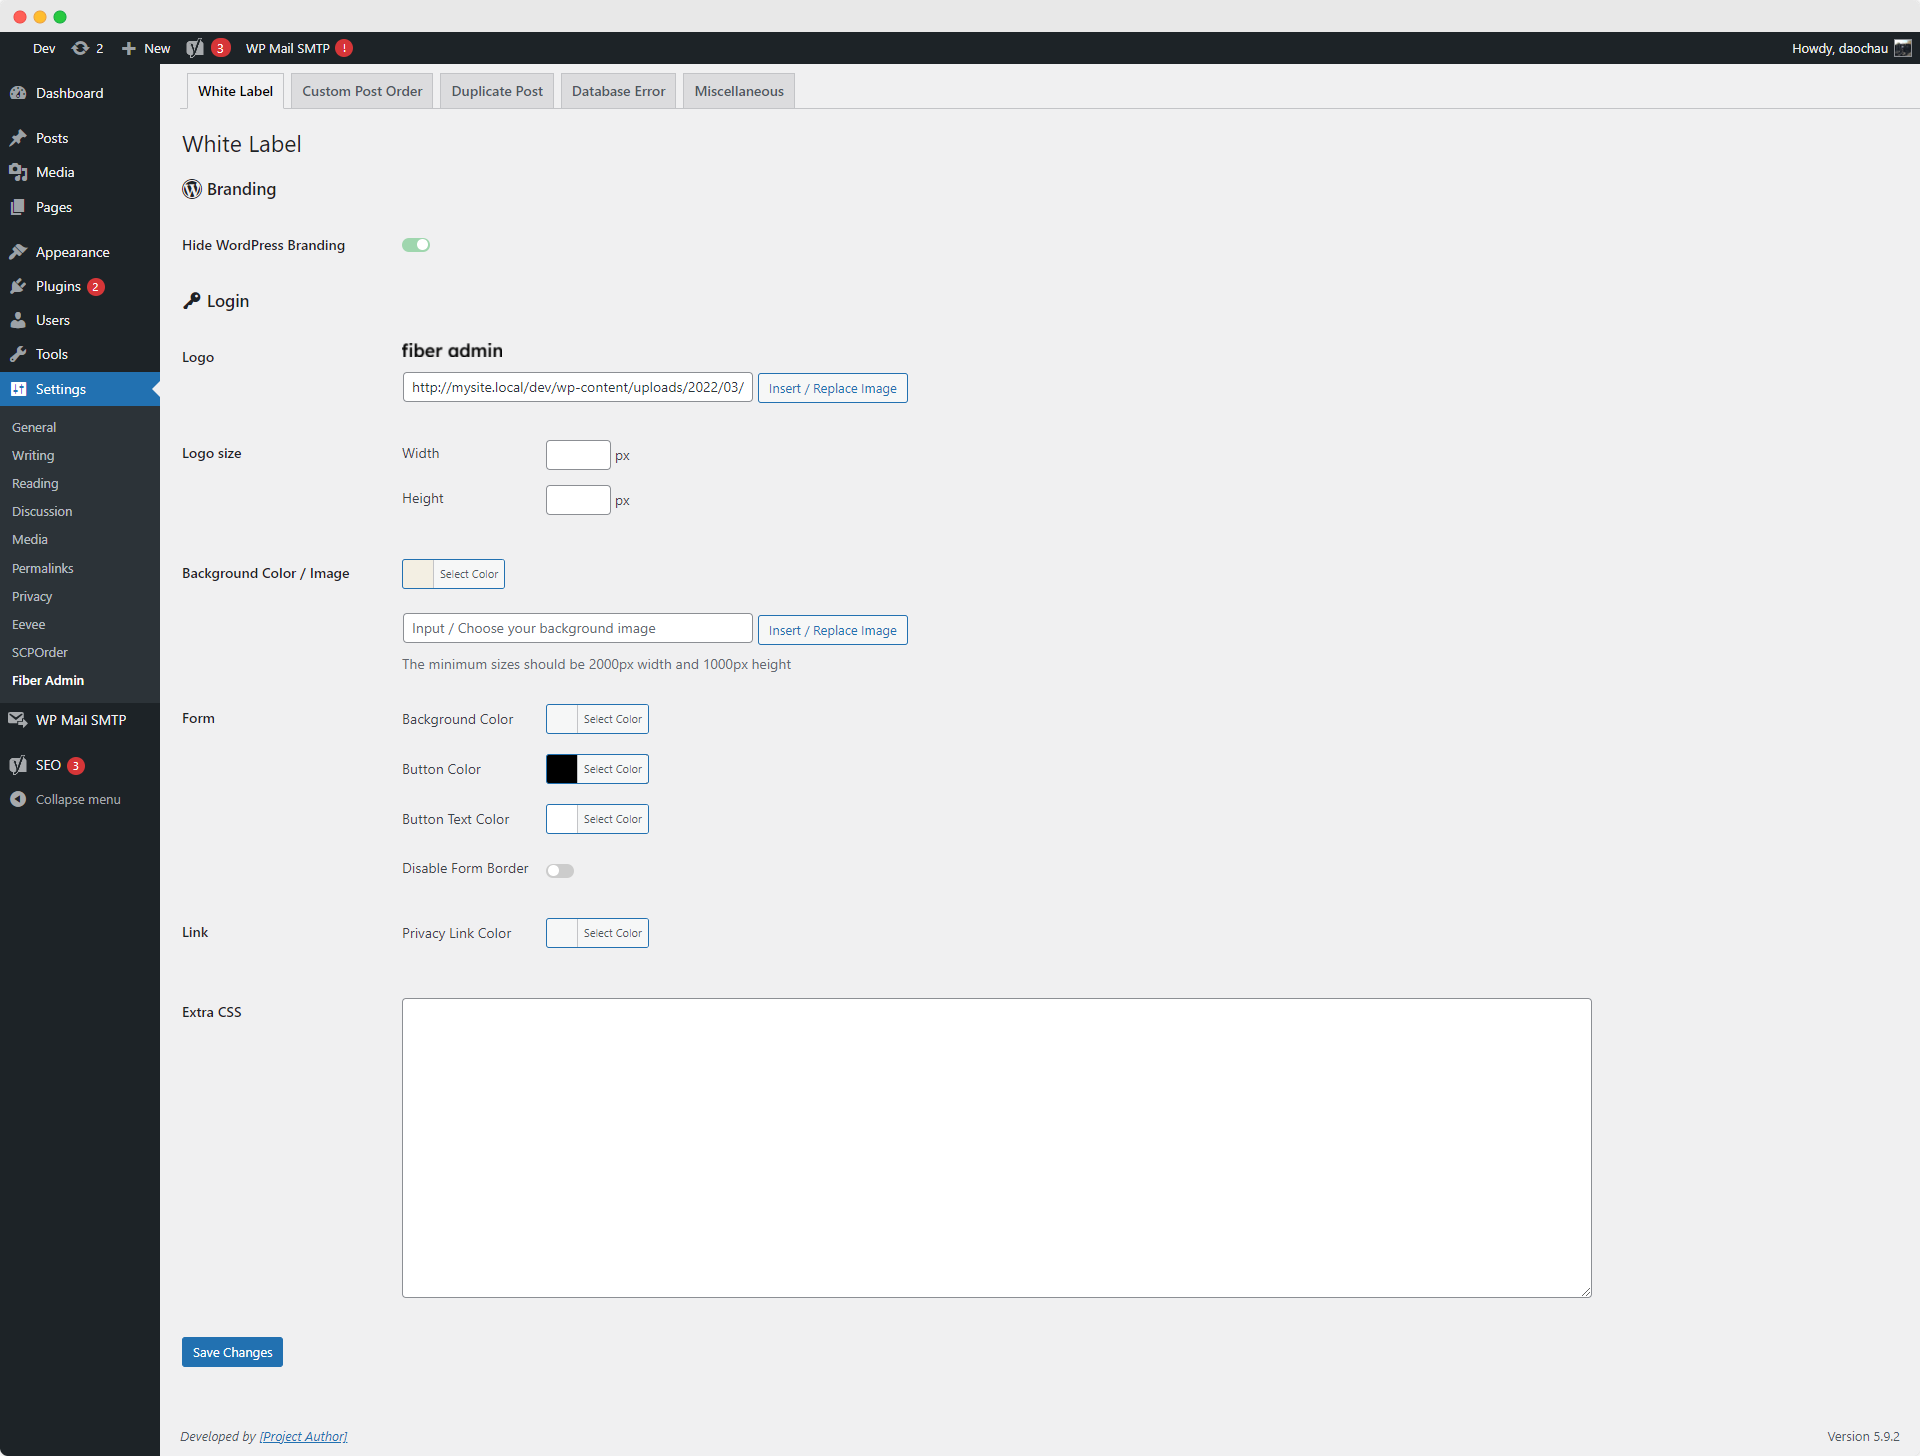 Dev 2 New 3 WP Mail SMTP ! Howdy, daochau
Dashboard
Posts
Media
Pages
Appearance
Plugins 2
Users
Tools
Settings
General
Writing
Reading
Discussion
Media
Permalinks
Privacy
Eevee
SCPOrder
Fiber Admin
WP Mail SMTP
SEO 3
Collapse menu
White Label Custom Post Order Duplicate Post Database Error Miscellaneous
White Label
Branding
Hide WordPress Branding
Login
Logo
fiber admin
http://mysite.local/dev/wp-content/uploads/2022/03/ Insert / Replace Image
Logo size Width px
Height px
Background Color / Image Select Color
Input / Choose your background image Insert / Replace Image
The minimum sizes should be 2000px width and 1000px height
Form Background Color Select Color
Button Color Select Color
Button Text Color Select Color
Disable Form Border
Link Privacy Link Color Select Color
Extra CSS
Save Changes
Developed by [Project Author] Version 5.9.2